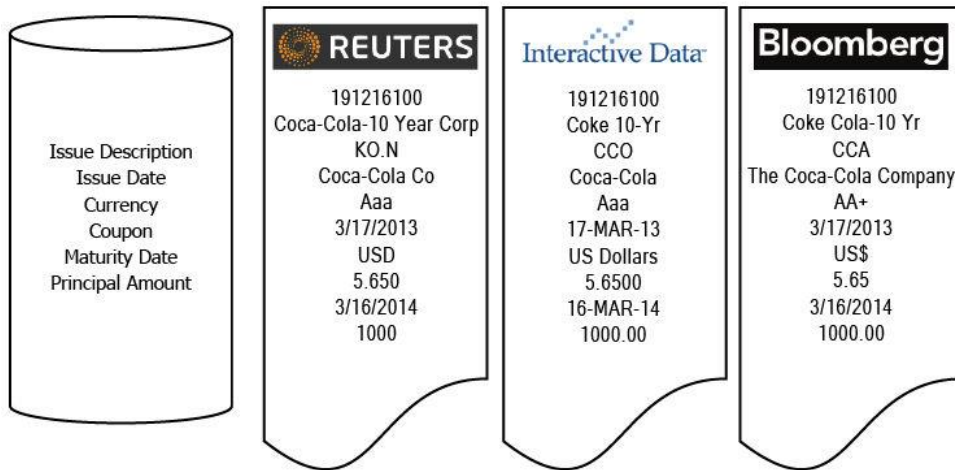 Issue Description
Issue Date
Currency
Coupon
Maturity Date
Principal Amount
REUTERS
191216100
Coca-Cola-10 Year Corp
KO.N
Coca-Cola Co
Aaa
3/17/2013
USD
5.650
3/16/2014
1000
Interactive Data
191216100
Coke 10-Yr
CCO
Coca-Cola
Aaa
17-MAR-13
US Dollars
5.6500
16-MAR-14
1000.00
Bloomberg
191216100
Coke Cola-10 Yr
CCA
The Coca-Cola Company
AA+
3/17/2013
US$
5.65
3/16/2014
1000.00